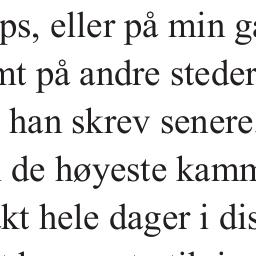 ps, eller på min ga
mt på andre steder
han skrev senere.
de høyeste kamm
kt hele dager i dis